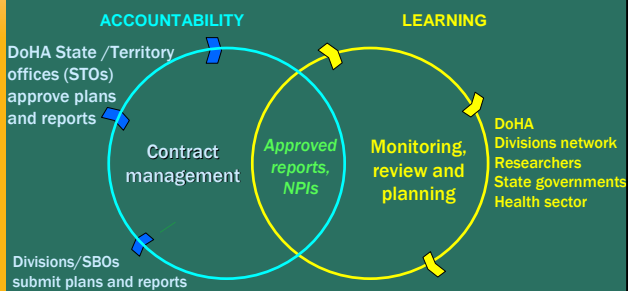 ACCOUNTABILITY
LEARNING
DoHA State /Territory
offices (STOs)
approve plans
and reports
Contract
management
Approved
reports,
NPIs
Monitoring,
review and
planning
DoHA
Divisions network
Researchers
State governments
Health sector
Divisions/SBOs
submit plans and reports